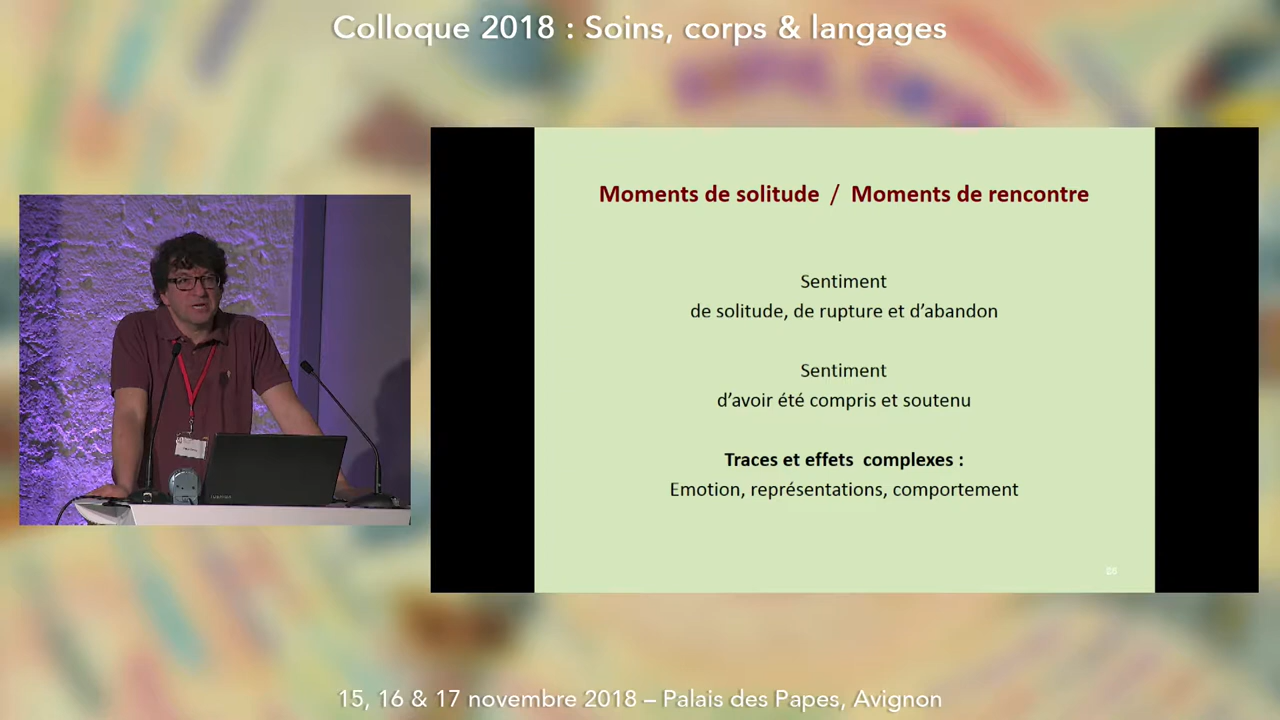 Colloque 2018 : Soins, corps & langages
Moments de solitude / Moments de rencontre
Sentiment
de solitude, de rupture et d’abandon
Sentiment
d’avoir été compris et soutenu
Traces et effets complexes :
Emotion, représentations, comportement
15, 16 & 17 novembre 2018 – Palais des Papes, Avignon